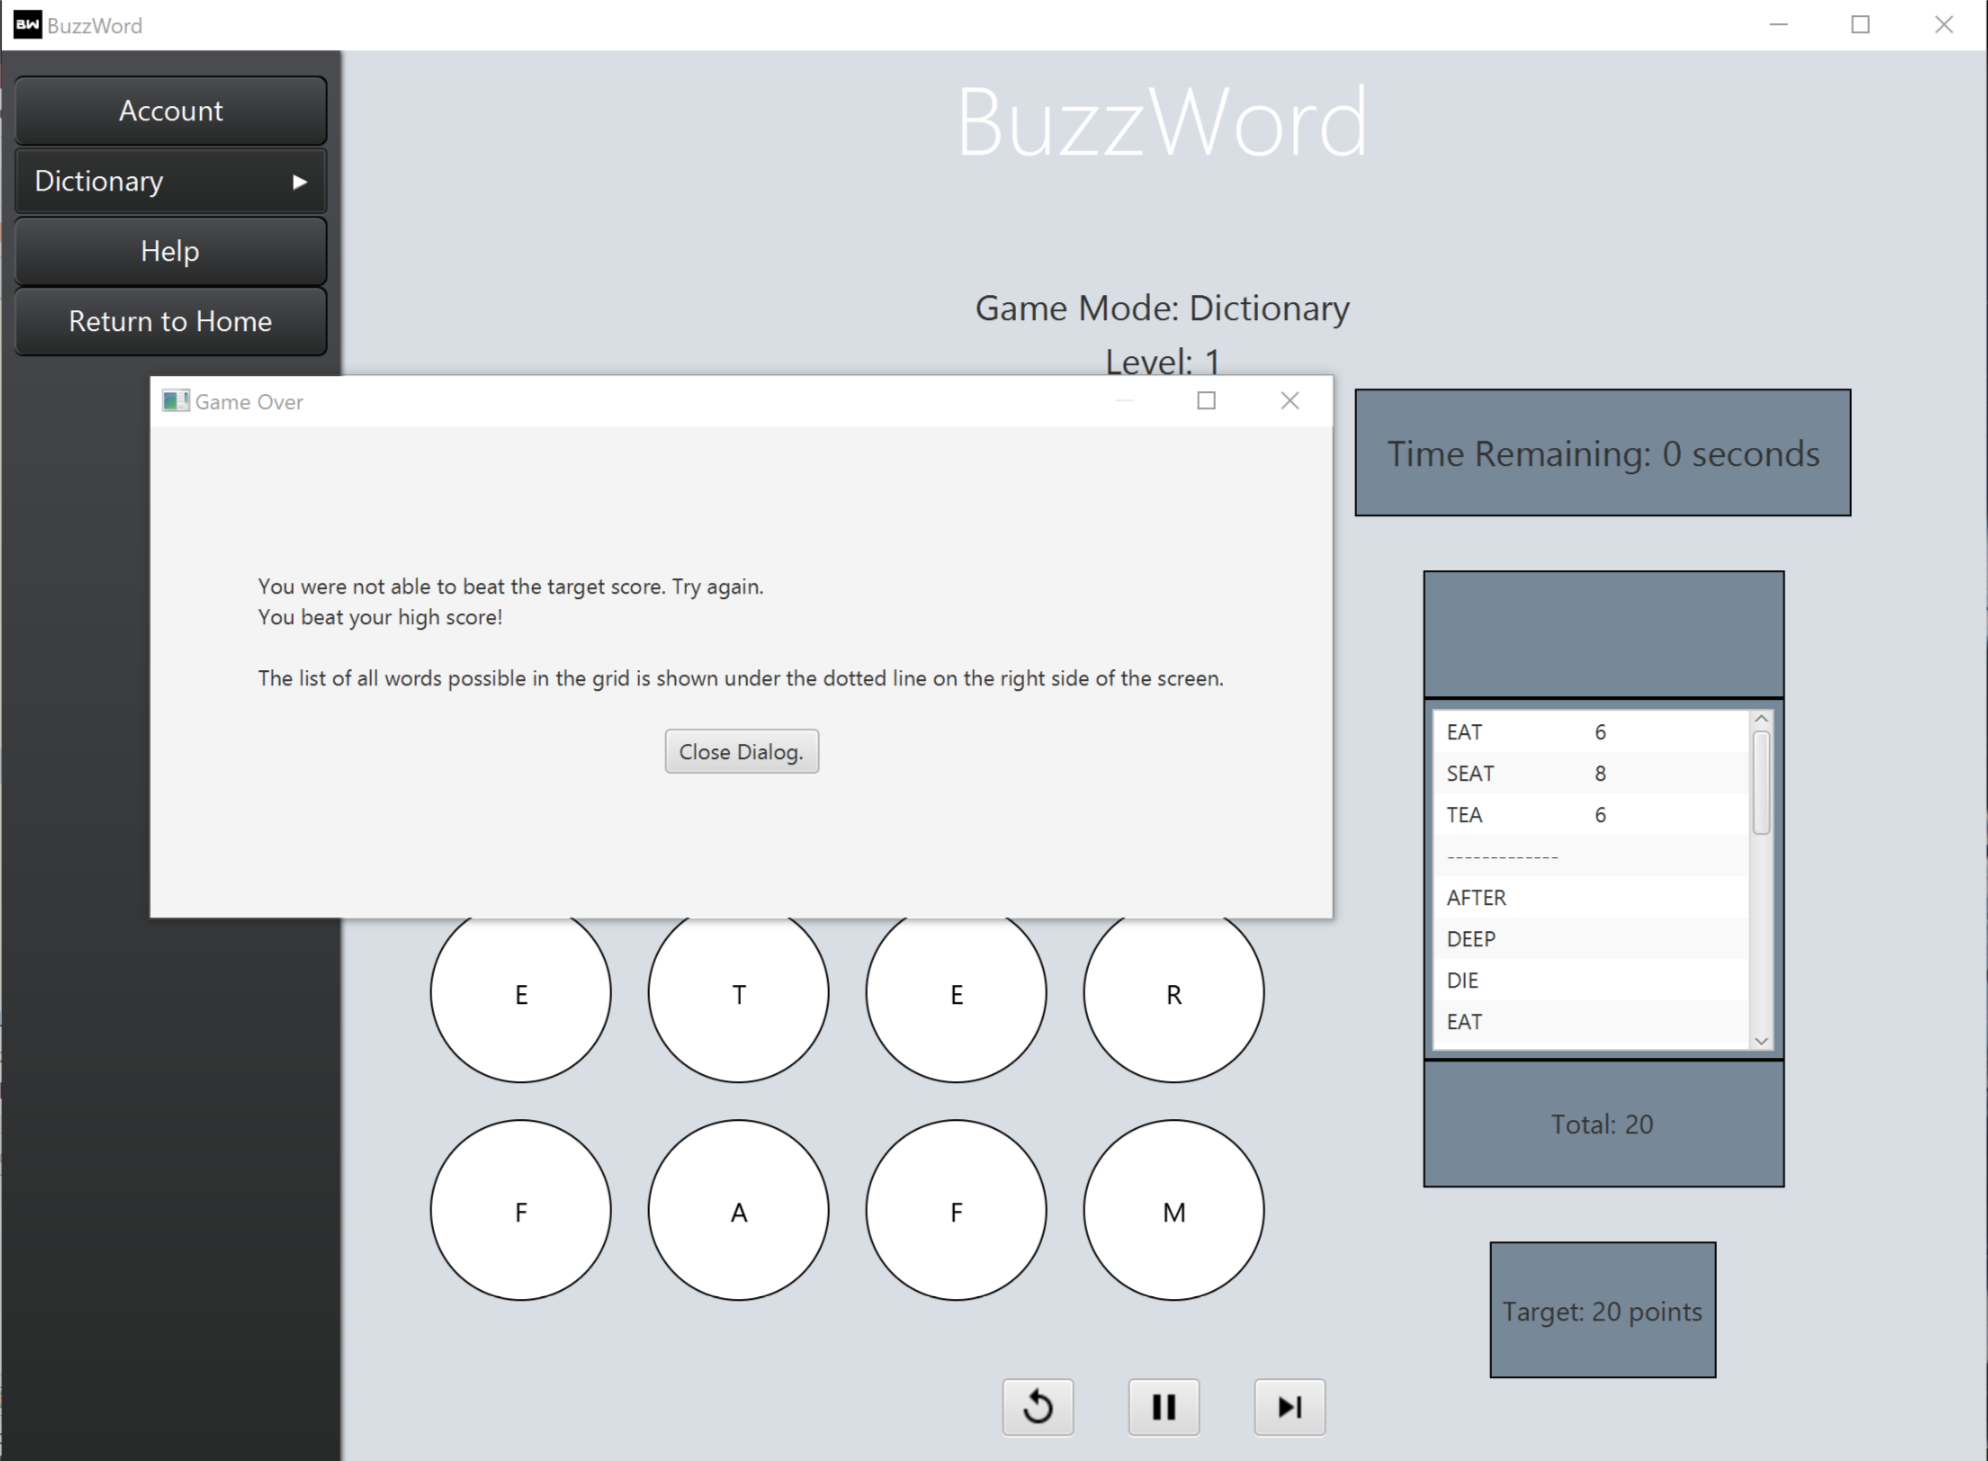 BW BuzzWord
Account
Dictionary
Help
Return to Home
BuzzWord
Game Mode: Dictionary
Level: 1
Game Over
You were not able to beat the target score. Try again.
You beat your high score!
The list of all words possible in the grid is shown under the dotted line on the right side of the screen.
Close Dialog.
Time Remaining: 0 seconds
EAT 6
SEAT 8
TEA 6
-------------
AFTER
DEEP
DIE
EAT
Total: 20
Target: 20 points
E T E R
F A F M